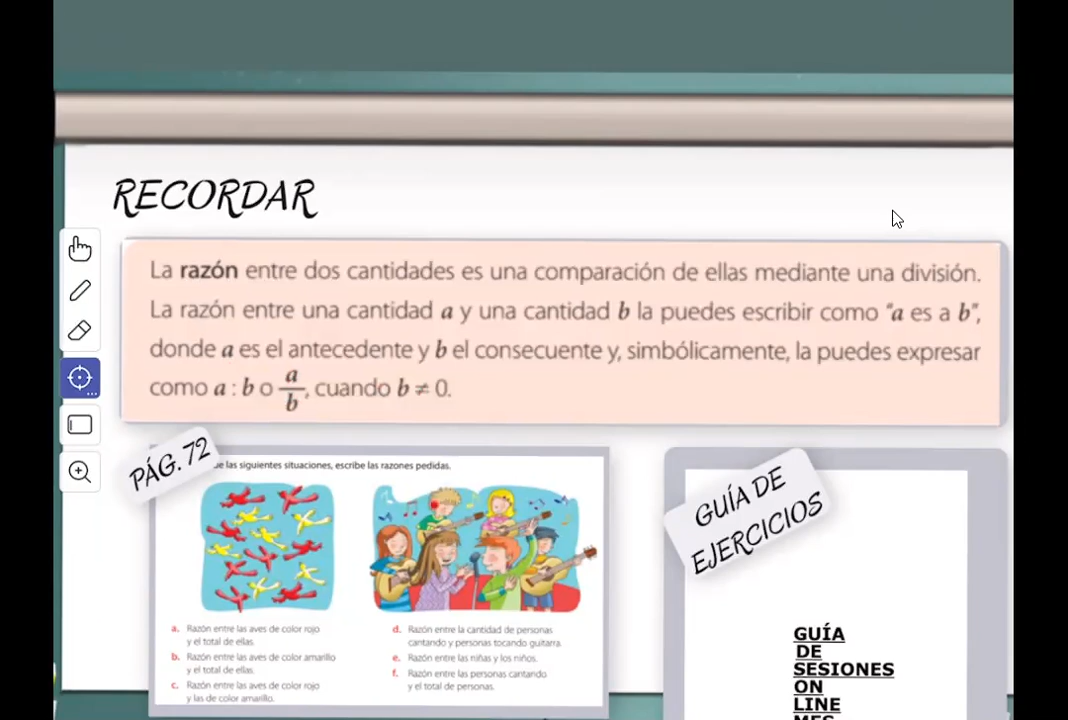 RECORDAR
La razón entre dos cantidades es una comparación de ellas mediante una división.
La razón entre una cantidad a y una cantidad b la puedes escribir como "a es a b",
donde a es el antecedente y b el consecuente y, simbólicamente, la puedes expresar
como a : b o a/b, cuando b ≠ 0.
PÁG. 72
las siguientes situaciones, escribe las razones pedidas.
a. Razón entre las aves de color rojo
y el total de ellas.
b. Razón entre las aves de color amarillo
y el total de ellas.
c. Razón entre las aves de color rojo
y las de color amarillo.
d. Razón entre la cantidad de personas
cantando y personas tocando guitarra.
e. Razón entre las niñas y los niños.
f. Razón entre las personas cantando
y el total de personas.
GUÍA DE
EJERCICIOS
GUÍA
DE
SESIONES
ON
LINE